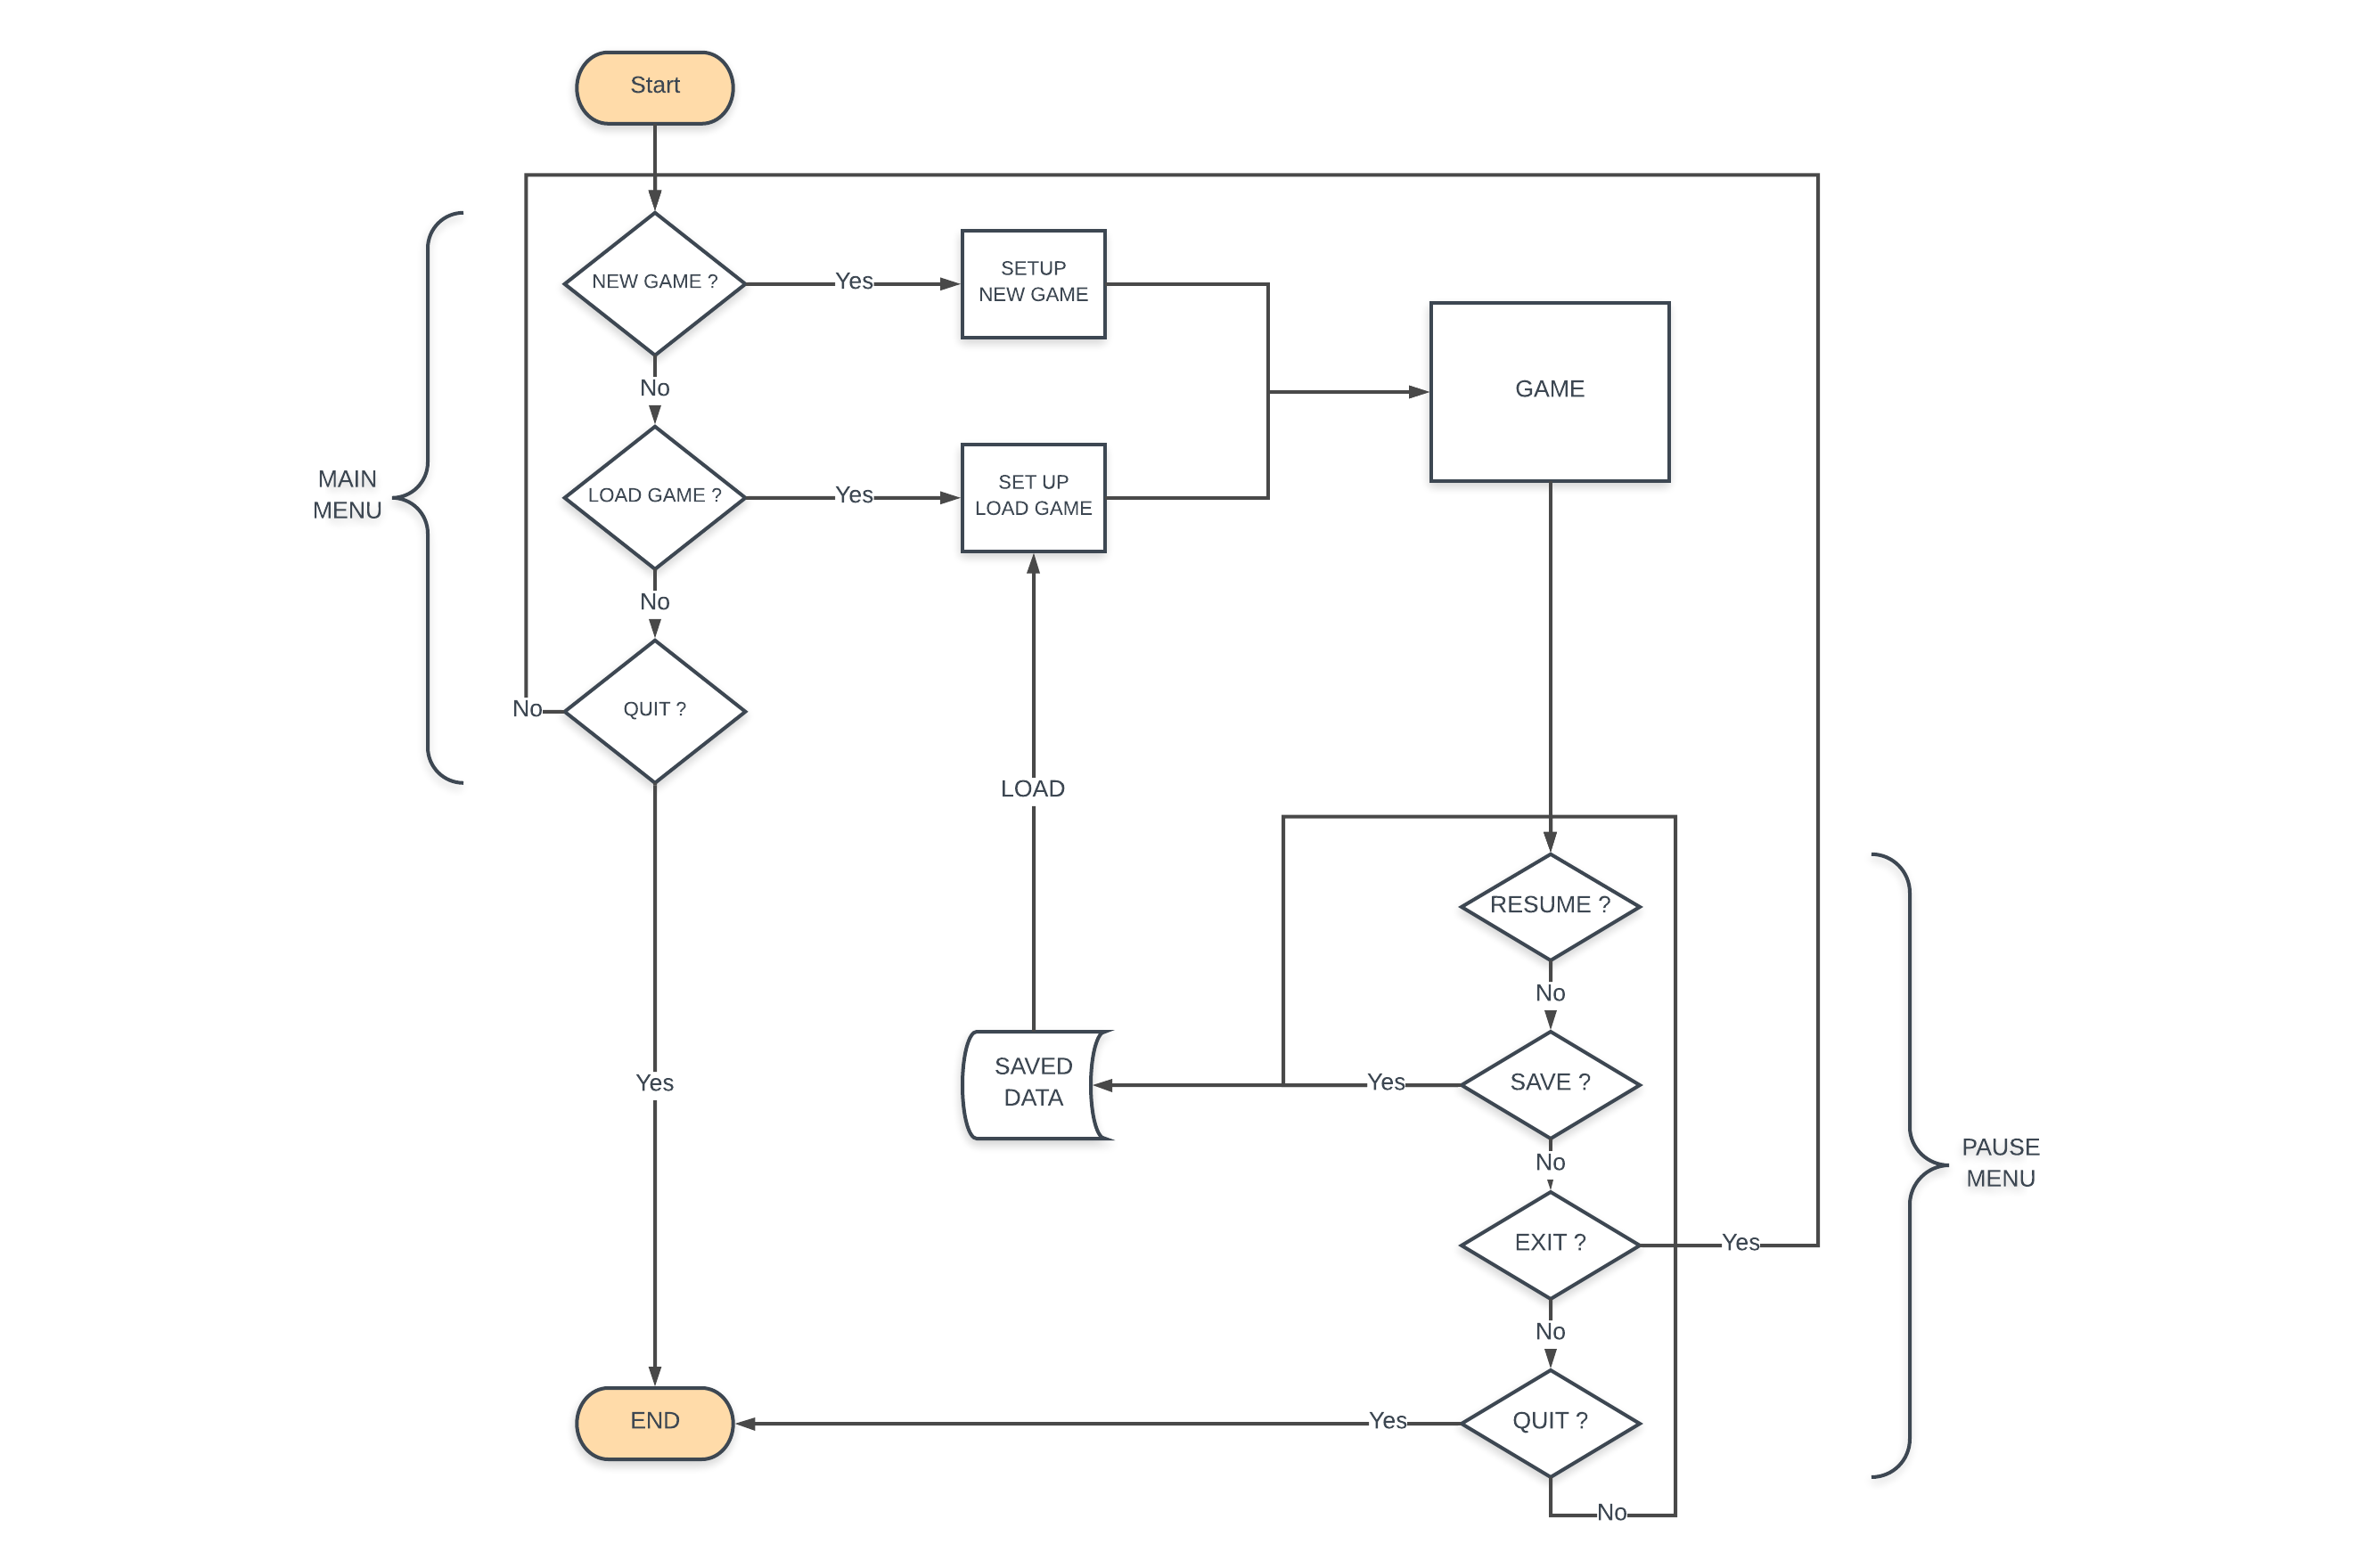 Start
NEW GAME ?
Yes
SETUP
NEW GAME
No
GAME
MAIN
MENU
LOAD GAME ?
Yes
SET UP
LOAD GAME
No
No
QUIT ?
LOAD
RESUME ?
No
Yes
SAVED
DATA
Yes
SAVE ?
No
PAUSE
MENU
EXIT ?
Yes
No
END
Yes
QUIT ?
No